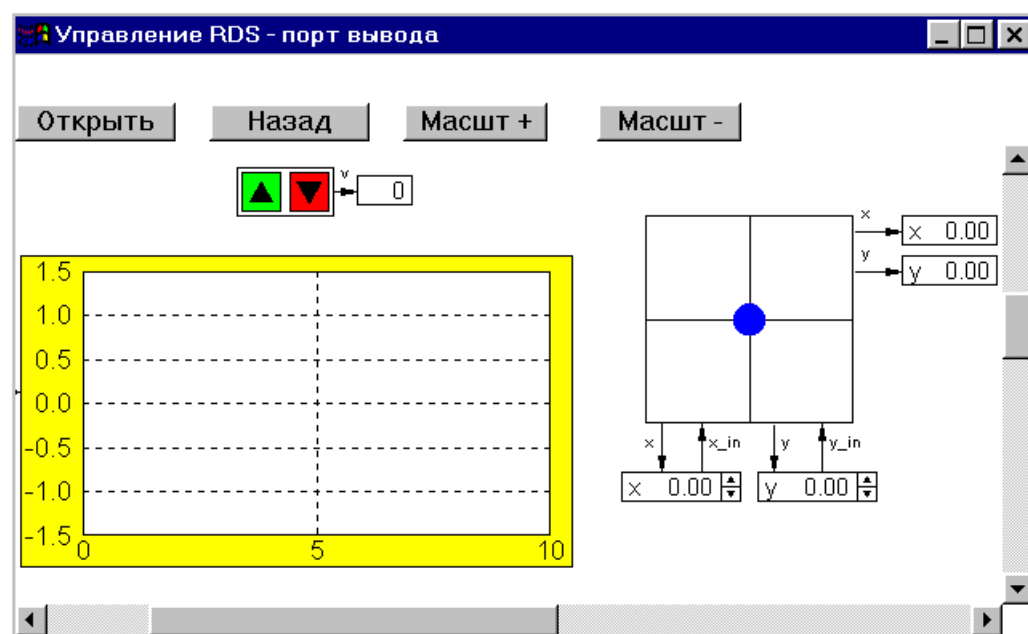 Управление RDS - порт вывода
Открыть Назад Масшт + Масшт -
v
0
x
x 0.00
y
y 0.00
1.5
1.0
0.5
0.0
-0.5
-1.0
-1.5
0 5 10
x x_in y y_in
x 0.00 y 0.00